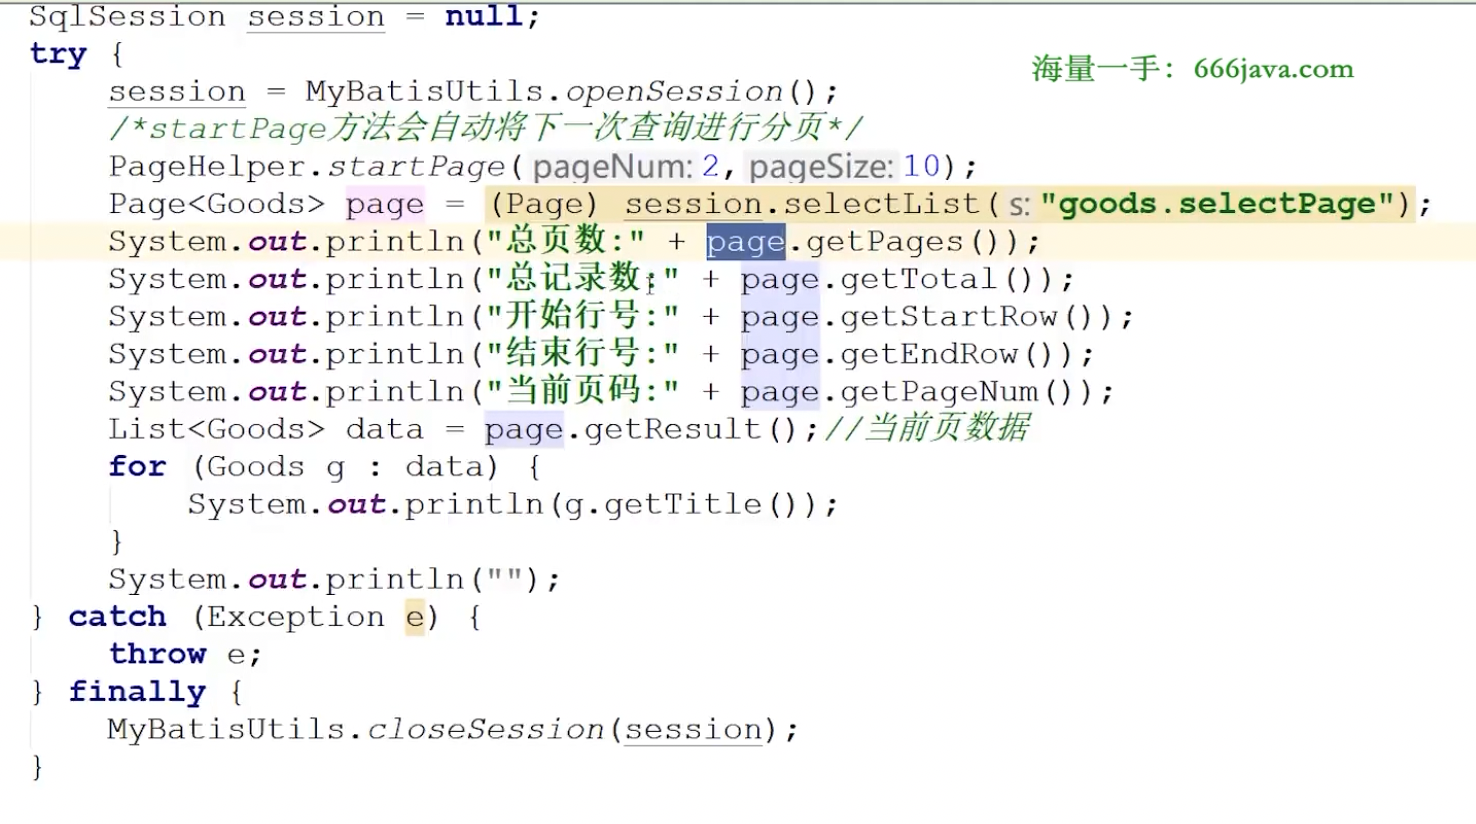 SqlSession session = null;
try {
海量一手：666java.com
session = MyBatisUtils.openSession();
/*startPage方法会自动将下一次查询进行分页*/
PageHelper.startPage( pageNum: 2, pageSize: 10);
Page<Goods> page = (Page) session.selectList( s: "goods.selectPage");
System.out.println("总页数:" + page.getPages());
System.out.println("总记录数:" + page.getTotal());
System.out.println("开始行号:" + page.getStartRow());
System.out.println("结束行号:" + page.getEndRow());
System.out.println("当前页码:" + page.getPageNum());
List<Goods> data = page.getResult();//当前页数据
for (Goods g : data) {
System.out.println(g.getTitle());
}
System.out.println("");
} catch (Exception e) {
throw e;
} finally {
MyBatisUtils.closeSession(session);
}